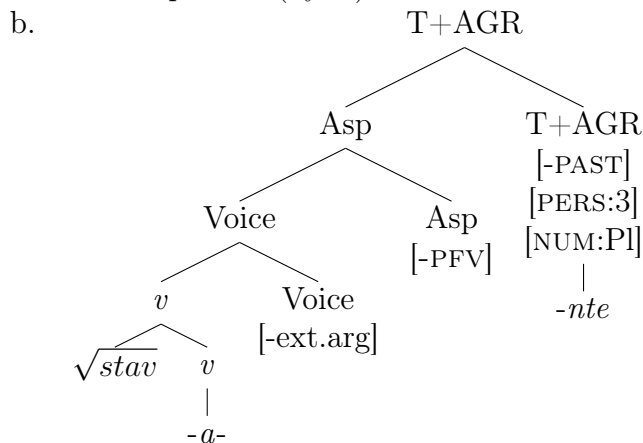 b. T+AGR
Asp T+AGR
[-PAST]
[PERS:3]
Voice Asp [NUM:Pl]
[-PFV]
v Voice -nte
[-ext.arg]
√stav v
-a-